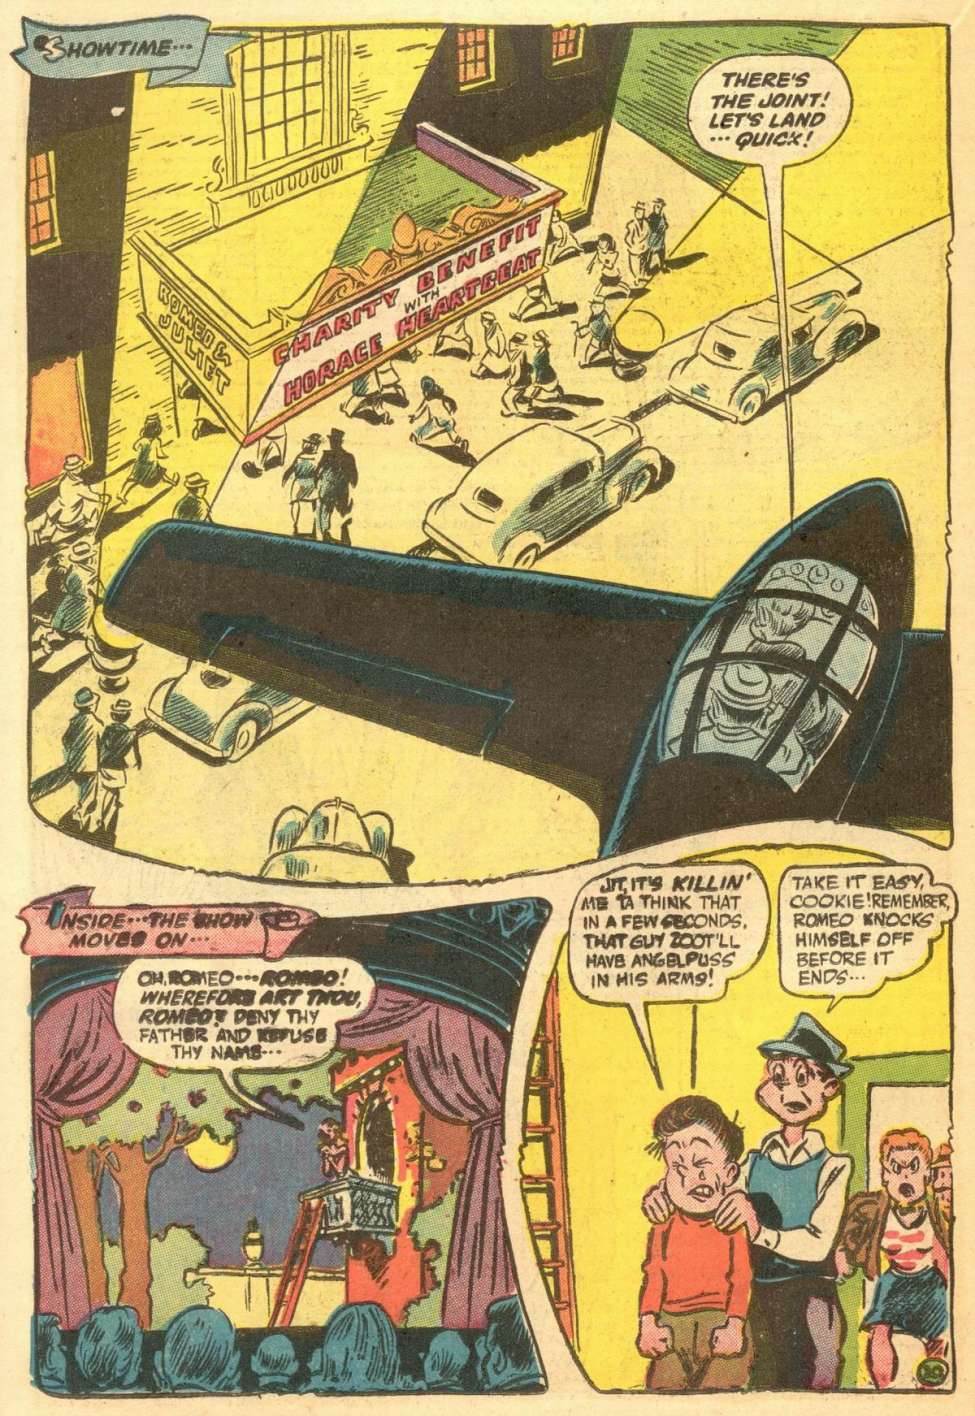 SHOWTIME...
THERE'S
THE JOINT!
LET'S LAND
... QUICK!
ROMEO &
JULIET
CHARITY BENEFIT
WITH
HORACE HEARTBEAT
INSIDE...THE SHOW
MOVES ON...
OH, ROMEO...ROMEO!
WHEREFORE ART THOU,
ROMEO? DENY THY
FATHER AND REFUSE
THY NAME...
JIT, IT'S KILLIN'
ME TA THINK THAT
IN A FEW SECONDS,
THAT GUY ZOOT'LL
HAVE ANGELPUSS
IN HIS ARMS!
TAKE IT EASY,
COOKIE! REMEMBER,
ROMEO KNOCKS
HIMSELF OFF
BEFORE IT
ENDS...